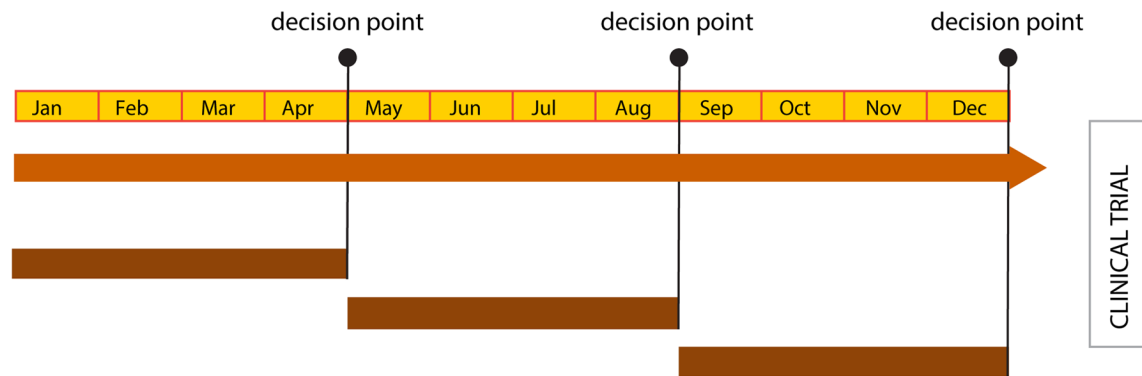 decision point decision point decision point
Jan Feb Mar Apr May Jun Jul Aug Sep Oct Nov Dec
CLINICAL TRIAL